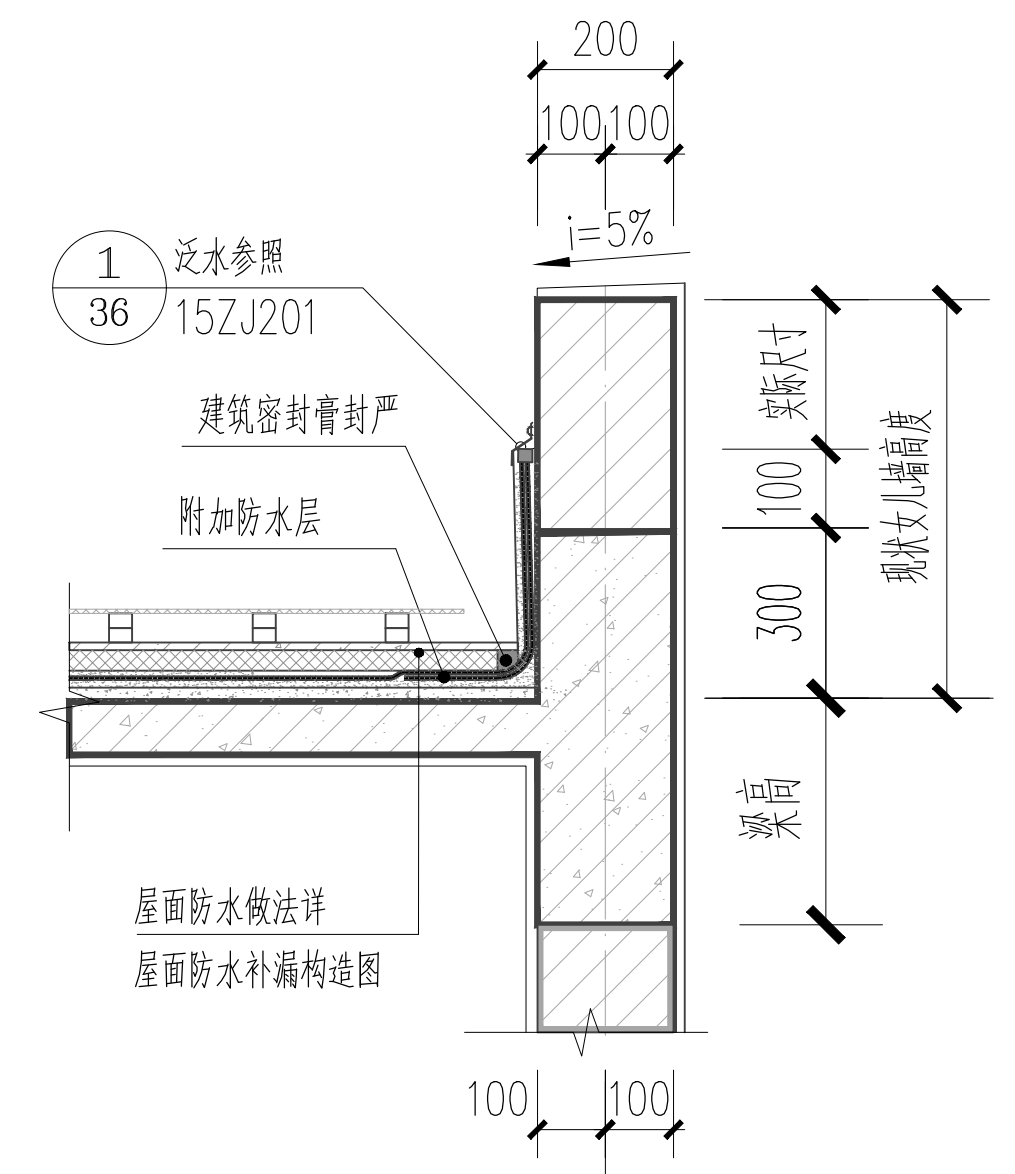 200
100
100
i=5%
1
36
泛水参照
15ZJ201
建筑密封膏封严
附加防水层
实际尺寸
100
300
现状女儿墙高度
梁高
屋面防水做法详
屋面防水补漏构造图
100
100